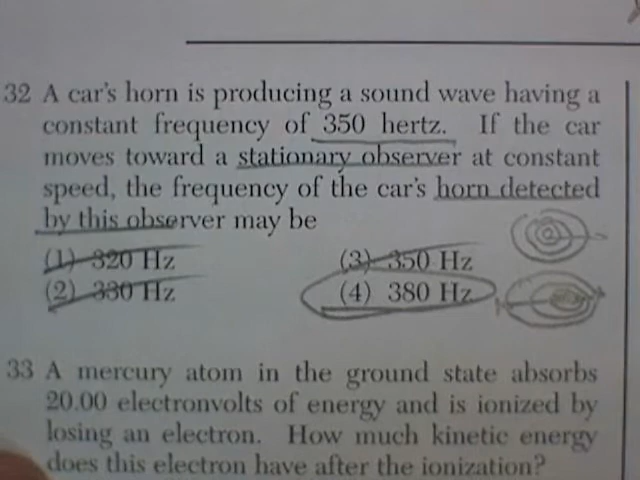 32 A car's horn is producing a sound wave having a
constant frequency of 350 hertz. If the car
moves toward a stationary observer at constant
speed, the frequency of the car's horn detected
by this observer may be
(1) 320 Hz (3) 350 Hz
(2) 330 Hz (4) 380 Hz
33 A mercury atom in the ground state absorbs
20.00 electronvolts of energy and is ionized by
losing an electron. How much kinetic energy
does this electron have after the ionization?